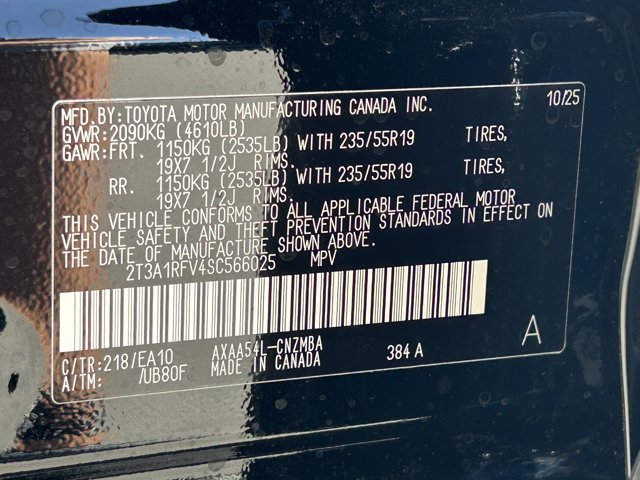 MFD. BY: TOYOTA MOTOR MANUFACTURING CANADA INC. 10/25
GVWR: 2090KG (4610LB)
GAWR: FRT. 1150KG (2535LB) WITH 235/55R19 TIRES,
19X7 1/2J RIMS.
RR. 1150KG (2535LB) WITH 235/55R19 TIRES,
19X7 1/2J RIMS.
THIS VEHICLE CONFORMS TO ALL APPLICABLE FEDERAL MOTOR
VEHICLE SAFETY AND THEFT PREVENTION STANDARDS IN EFFECT ON
THE DATE OF MANUFACTURE SHOWN ABOVE.
2T3A1RFV4SC566025 MPV
C/TR: 218/EA10 AXAA54L-CNZMBA 384 A A
A/TM: /UB80F MADE IN CANADA